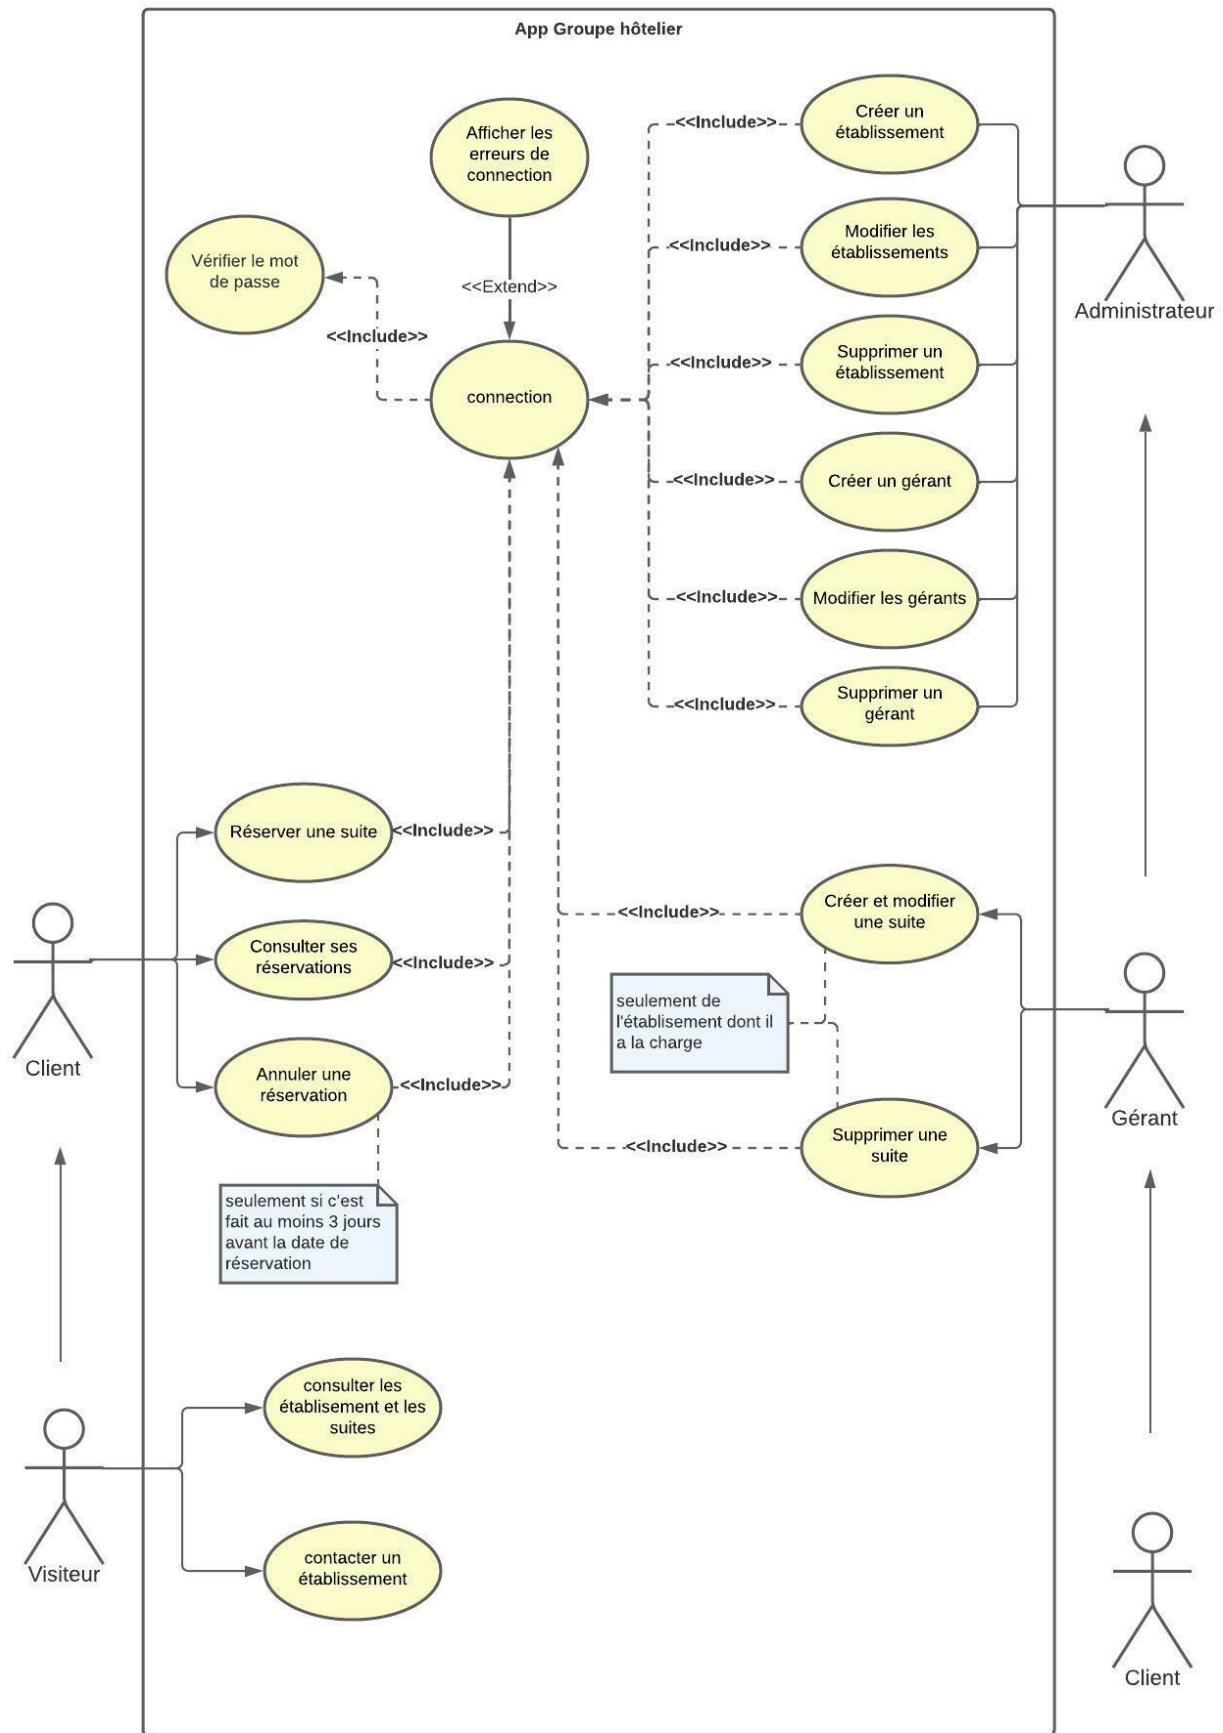 App Groupe hôtelier
Afficher les
erreurs de
connection
Vérifier le mot
de passe
<<Extend>>
<<Include>>
connection
<<Include>>
Créer un
établissement
<<Include>>
Modifier les
établissements
<<Include>>
Supprimer un
établissement
<<Include>>
Créer un gérant
<<Include>>
Modifier les gérants
<<Include>>
Supprimer un
gérant
Administrateur
Réserver une suite
<<Include>>
Consulter ses
réservations
<<Include>>
Annuler une
réservation
<<Include>>
Client
seulement si c'est
fait au moins 3 jours
avant la date de
réservation
<<Include>>
Créer et modifier
une suite
seulement de
l'établisement dont il
a la charge
<<Include>>
Supprimer une
suite
Gérant
consulter les
établisement et les
suites
contacter un
établissement
Visiteur
Client